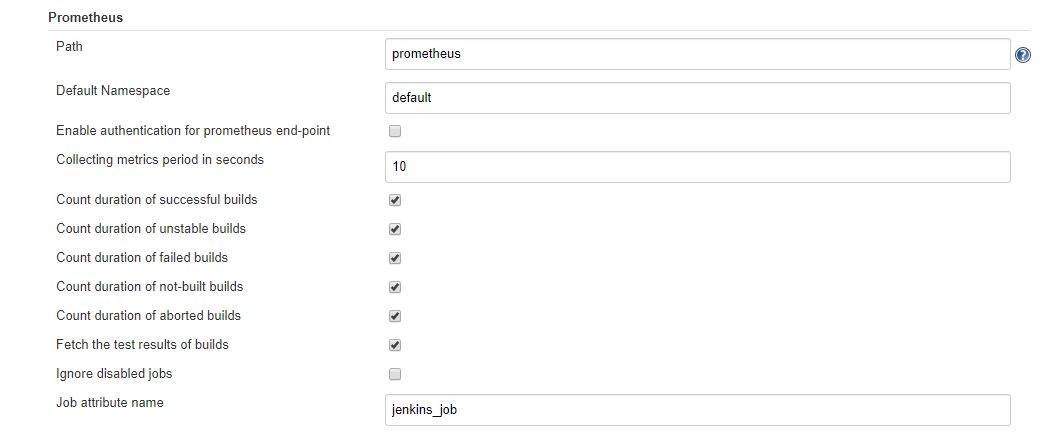 Prometheus
Path
prometheus
?
Default Namespace
default
Enable authentication for prometheus end-point
Collecting metrics period in seconds
10
Count duration of successful builds
Count duration of unstable builds
Count duration of failed builds
Count duration of not-built builds
Count duration of aborted builds
Fetch the test results of builds
Ignore disabled jobs
Job attribute name
jenkins_job